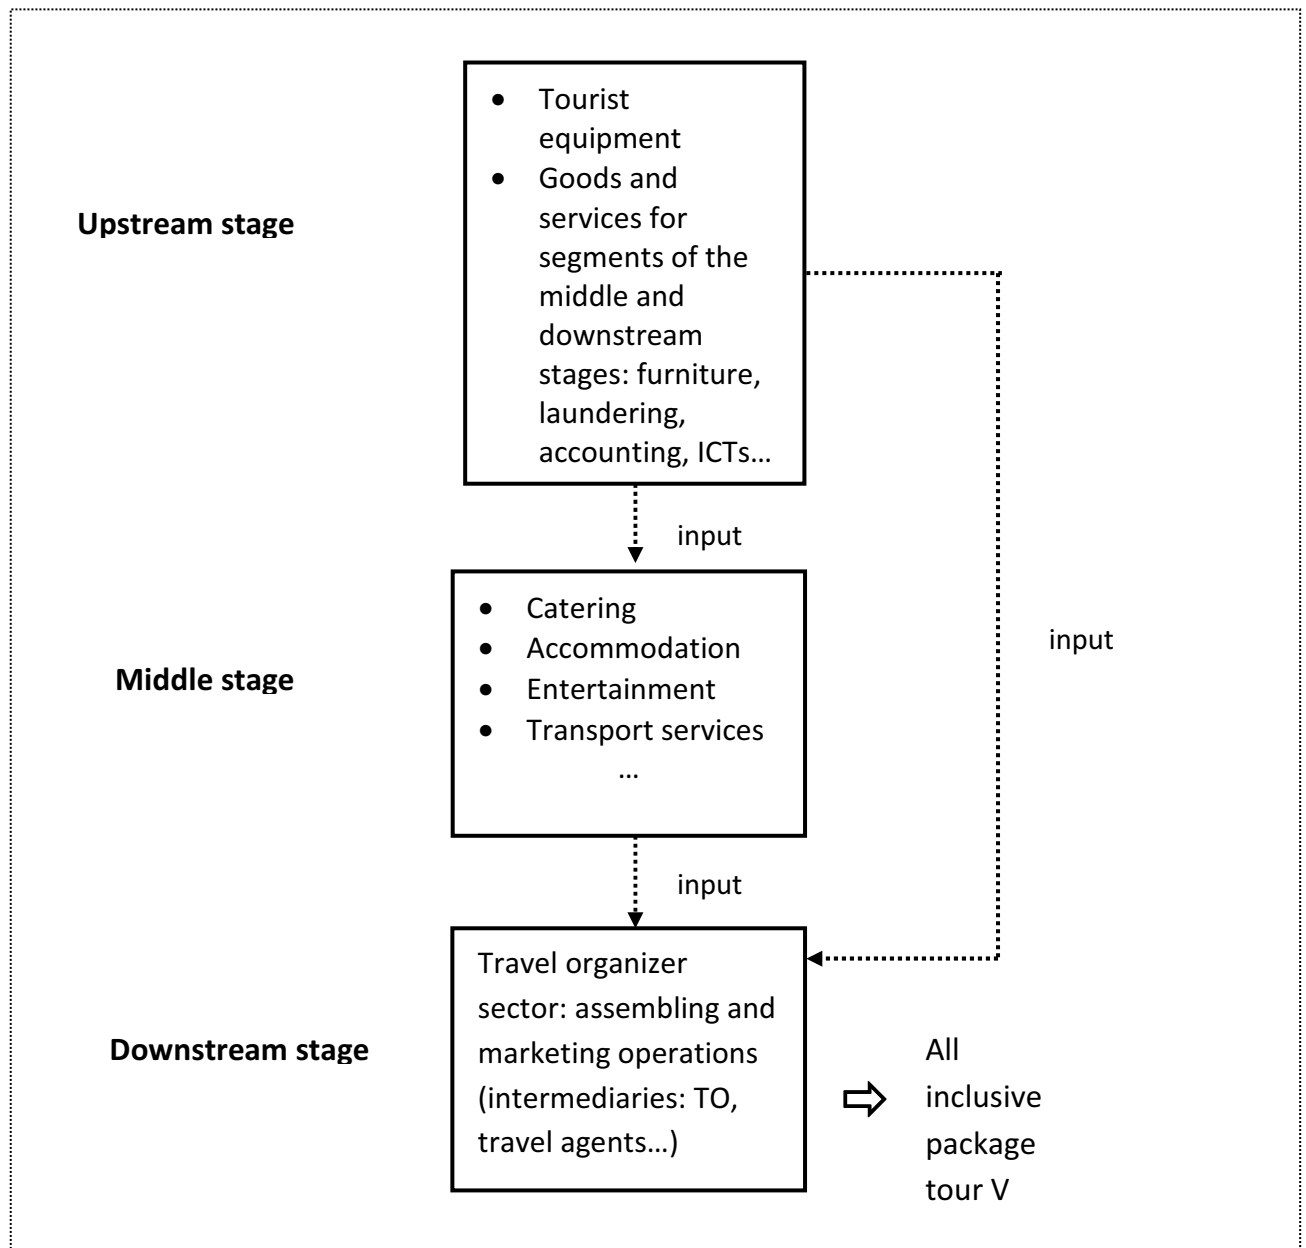 Upstream stage
• Tourist
equipment
• Goods and
services for
segments of the
middle and
downstream
stages: furniture,
laundering,
accounting, ICTs…
input
input
Middle stage
• Catering
• Accommodation
• Entertainment
• Transport services
…
input
Downstream stage
Travel organizer
sector: assembling and
marketing operations
(intermediaries: TO,
travel agents…)
All
inclusive
package
tour V